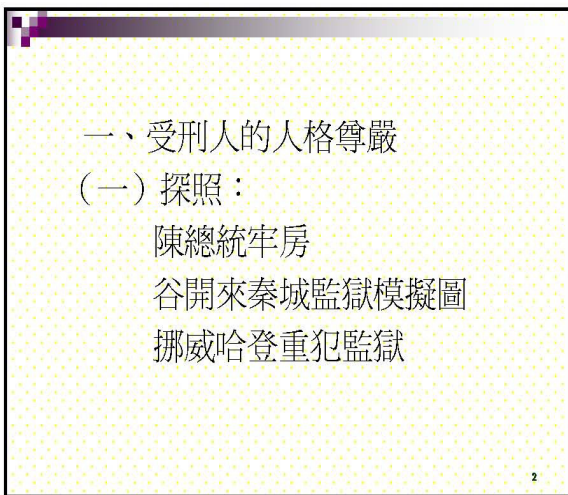 一、受刑人的人格尊嚴
（一）探照：
陳總統牢房
谷開來秦城監獄模擬圖
挪威哈登重犯監獄
2